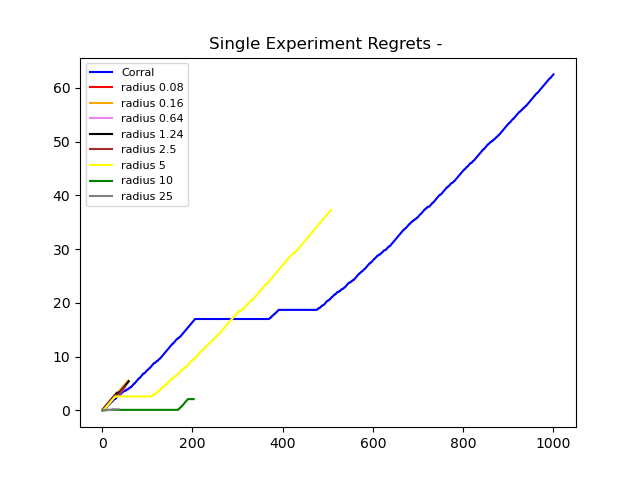 Single Experiment Regrets -
Corral
radius 0.08
radius 0.16
radius 0.64
radius 1.24
radius 2.5
radius 5
radius 10
radius 25
60
50
40
30
20
10
0
0 200 400 600 800 1000